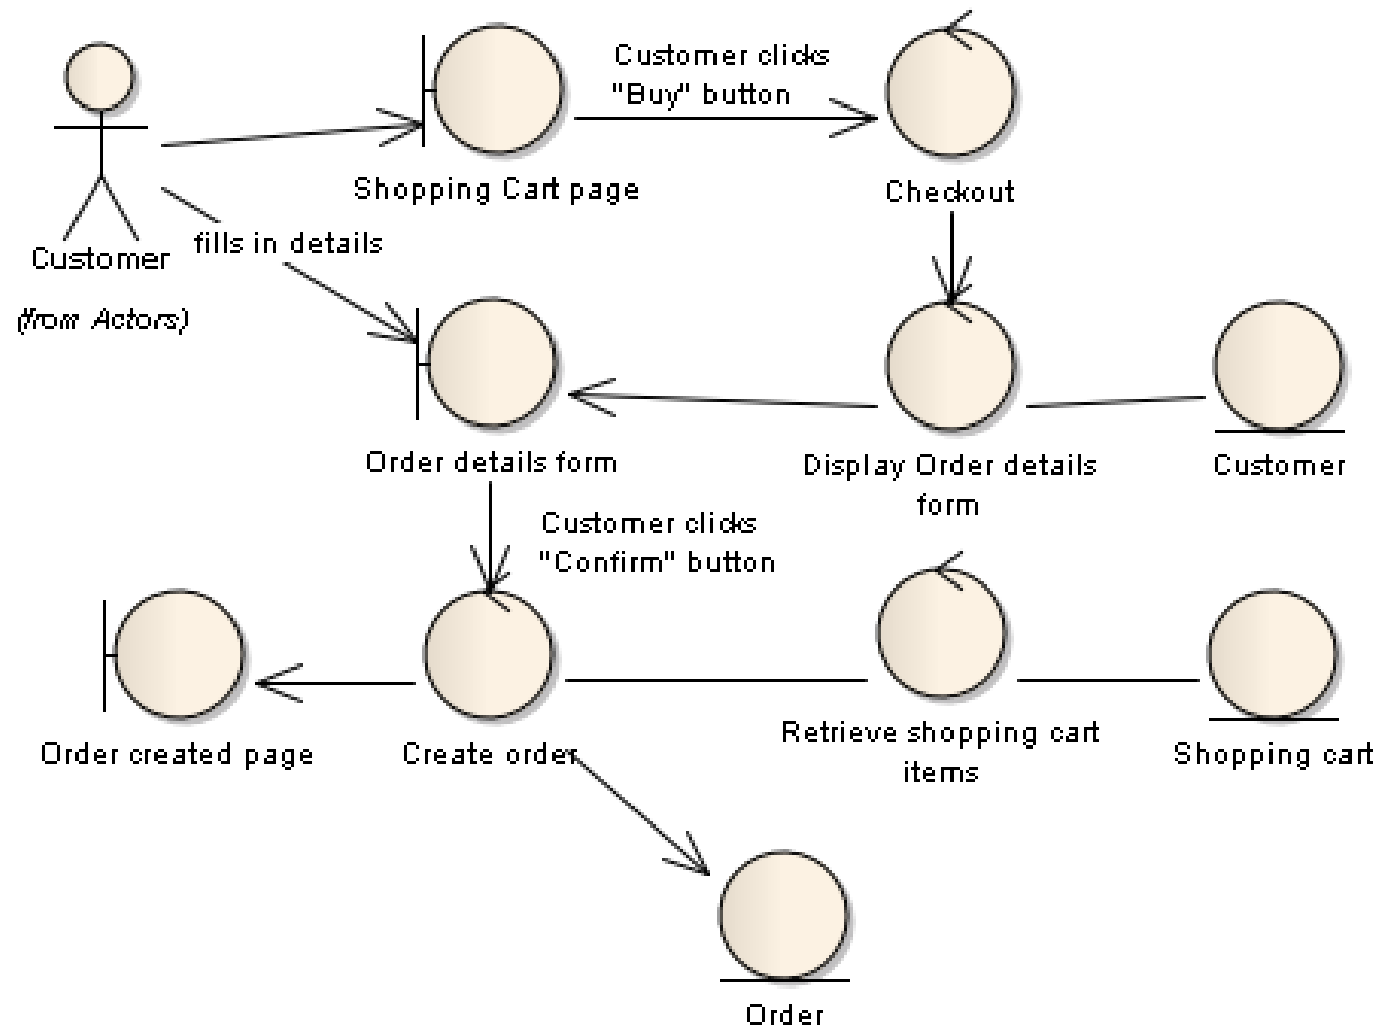 Customer clicks
"Buy" button
Shopping Cart page
Checkout
Customer
fills in details
(from Actors)
Order details form
Display Order details
form
Customer
Customer clicks
"Confirm" button
Order created page
Create order
Retrieve shopping cart
items
Shopping cart
Order